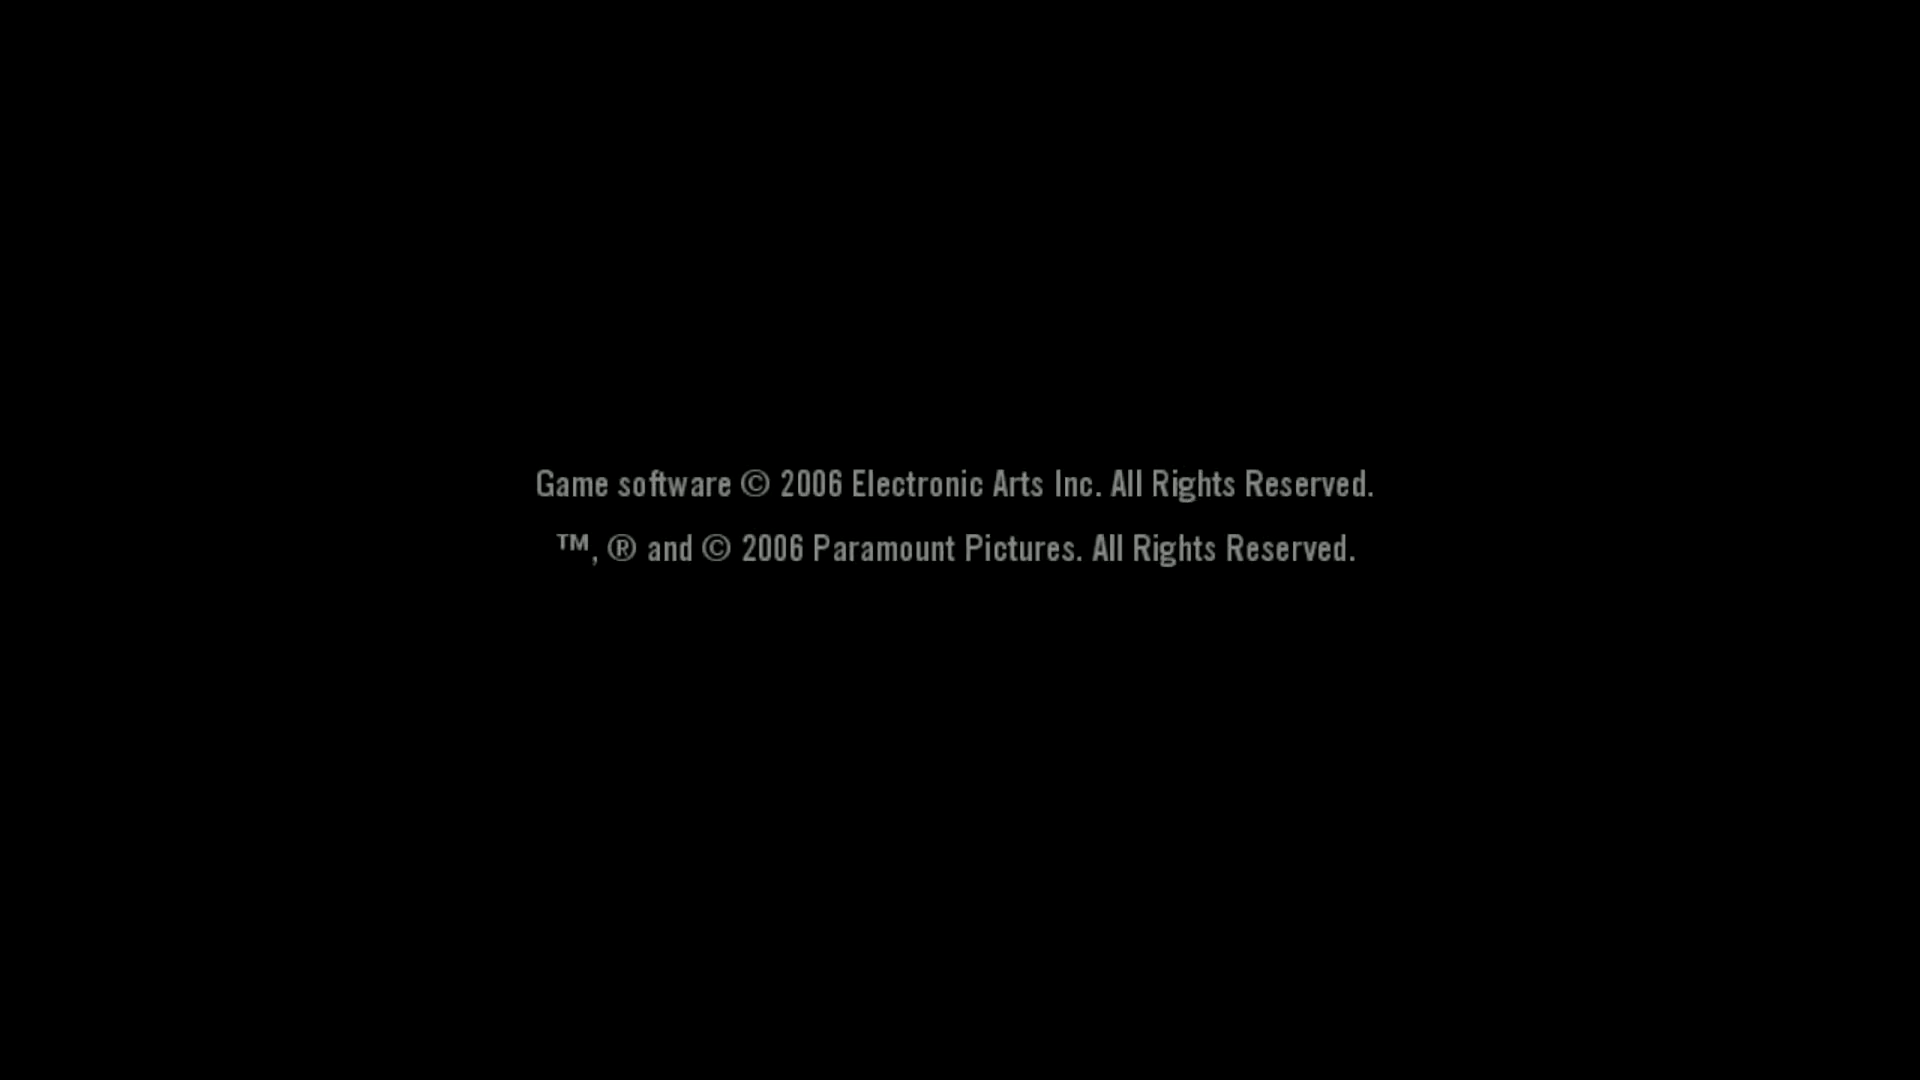 Game software © 2006 Electronic Arts Inc. All Rights Reserved.
™, ® and © 2006 Paramount Pictures. All Rights Reserved.